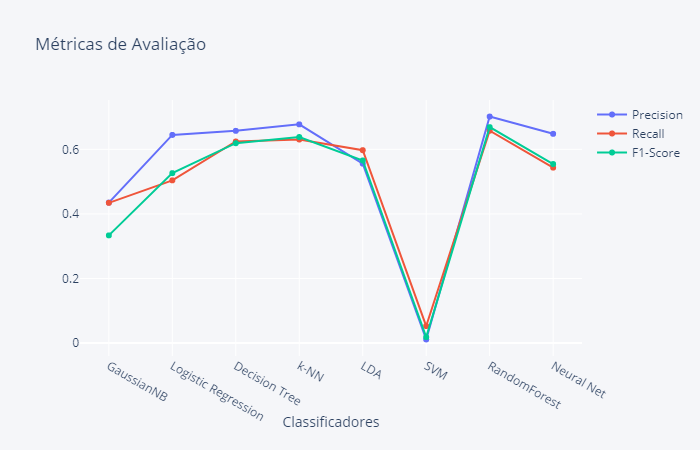 Métricas de Avaliação
Precision
Recall
F1-Score
0.6
0.4
0.2
0
GaussianNB
Logistic Regression
Decision Tree
k-NN
LDA
SVM
RandomForest
Neural Net
Classificadores